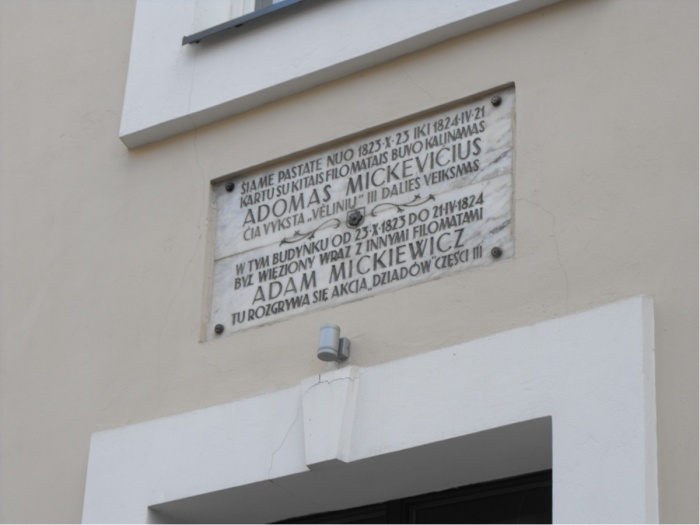 ŠIAME PASTATE NUO 1823·X·23 IKI 1824·IV·21
KARTU SU KITAIS FILOMATAIS BUVO KALINAMAS
ADOMAS MICKEVIČIUS
ČIA VYKSTA „VĖLINIŲ" III DALIES VEIKSMAS
W TYM BUDYNKU OD 23·X·1823 DO 21·IV·1824
BYŁ WIĘZIONY WRAZ Z INNYMI FILOMATAMI
ADAM MICKIEWICZ
TU ROZGRYWA SIĘ AKCJA „DZIADÓW" CZĘŚCI III